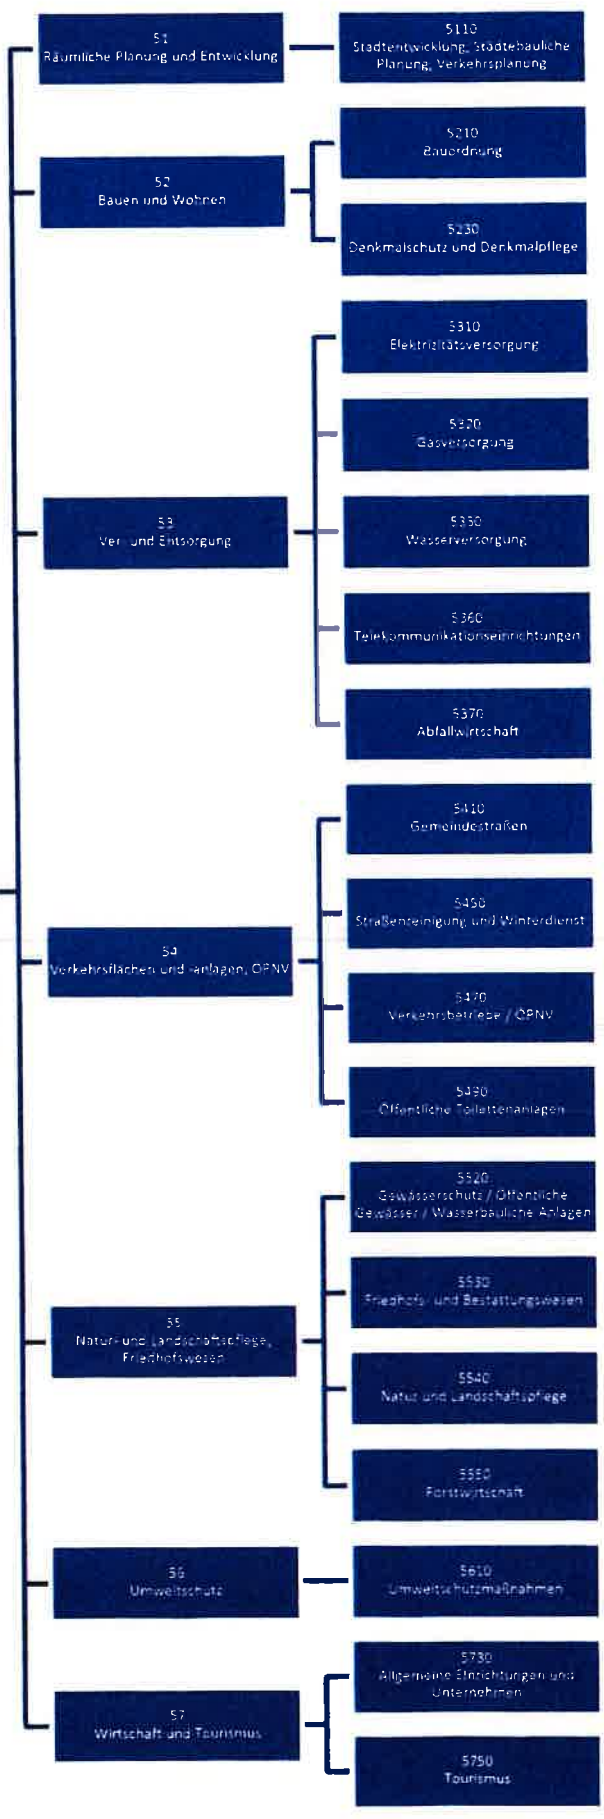 51
Räumliche Planung und Entwicklung
5110
Stadtentwicklung, Städtebauliche
Planung, Verkehrsplanung
52
Bauen und Wohnen
5210
Bauordnung
5230
Denkmalschutz und Denkmalpflege
53
Ver- und Entsorgung
5310
Elektrizitätsversorgung
5320
Gasversorgung
5330
Wasserversorgung
5360
Telekommunikationseinrichtungen
5370
Abfallwirtschaft
54
Verkehrsflächen und -anlagen, ÖPNV
5410
Gemeindestraßen
5450
Straßenreinigung und Winterdienst
5470
Verkehrsbetriebe / ÖPNV
5490
Öffentliche Toilettenanlagen
55
Natur- und Landschaftspflege,
Friedhofswesen
5520
Gewässerschutz / Öffentliche
Gewässer / Wasserbauliche Anlagen
5530
Friedhofs- und Bestattungswesen
5540
Natur und Landschaftspflege
5550
Forstwirtschaft
56
Umweltschutz
5610
Umweltschutzmaßnahmen
57
Wirtschaft und Tourismus
5730
Allgemeine Einrichtungen und
Unternehmen
5750
Tourismus